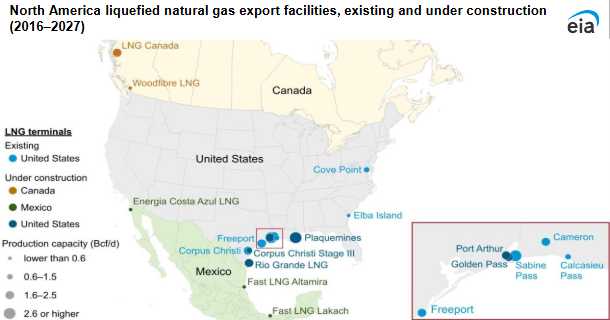 North America liquefied natural gas export facilities, existing and under construction
(2016–2027)
eia
LNG Canada
Woodfibre LNG
Canada
LNG terminals
Existing
United States
Under construction
Canada
Mexico
United States
Production capacity (Bcf/d)
lower than 0.6
0.6–1.5
1.6–2.5
2.6 or higher
United States
Cove Point
Energia Costa Azul LNG
Elba Island
Freeport
Plaquemines
Corpus Christi
Corpus Christi Stage III
Rio Grande LNG
Mexico
Fast LNG Altamira
Fast LNG Lakach
Cameron
Port Arthur
Golden Pass
Sabine
Pass
Calcasieu
Pass
Freeport